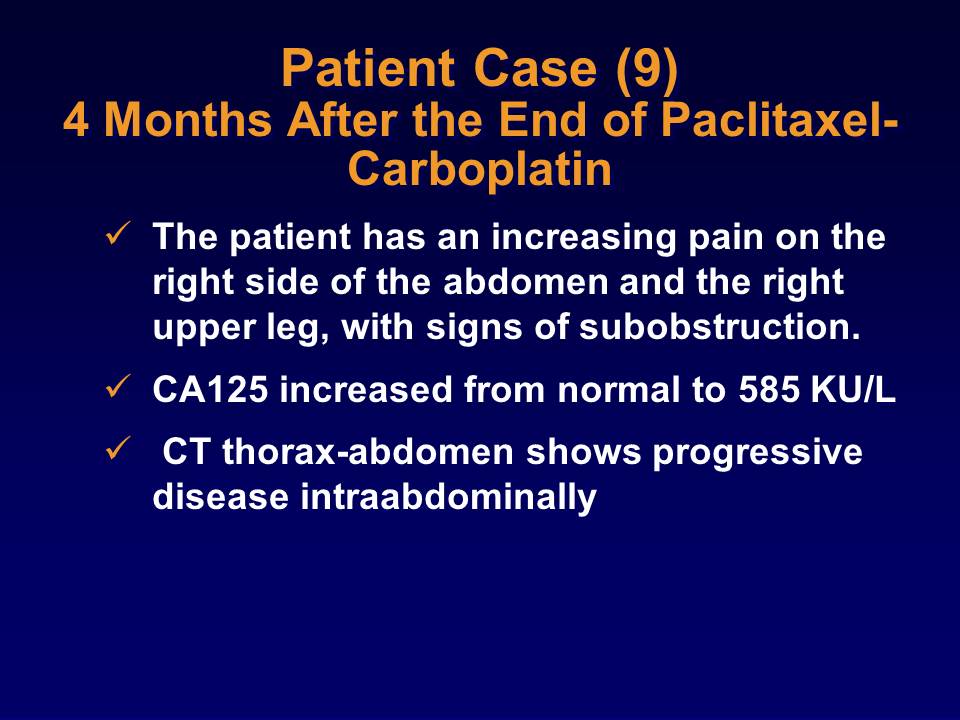 Patient Case (9)
4 Months After the End of Paclitaxel-
Carboplatin
✓ The patient has an increasing pain on the
right side of the abdomen and the right
upper leg, with signs of subobstruction.
✓ CA125 increased from normal to 585 KU/L
✓ CT thorax-abdomen shows progressive
disease intraabdominally